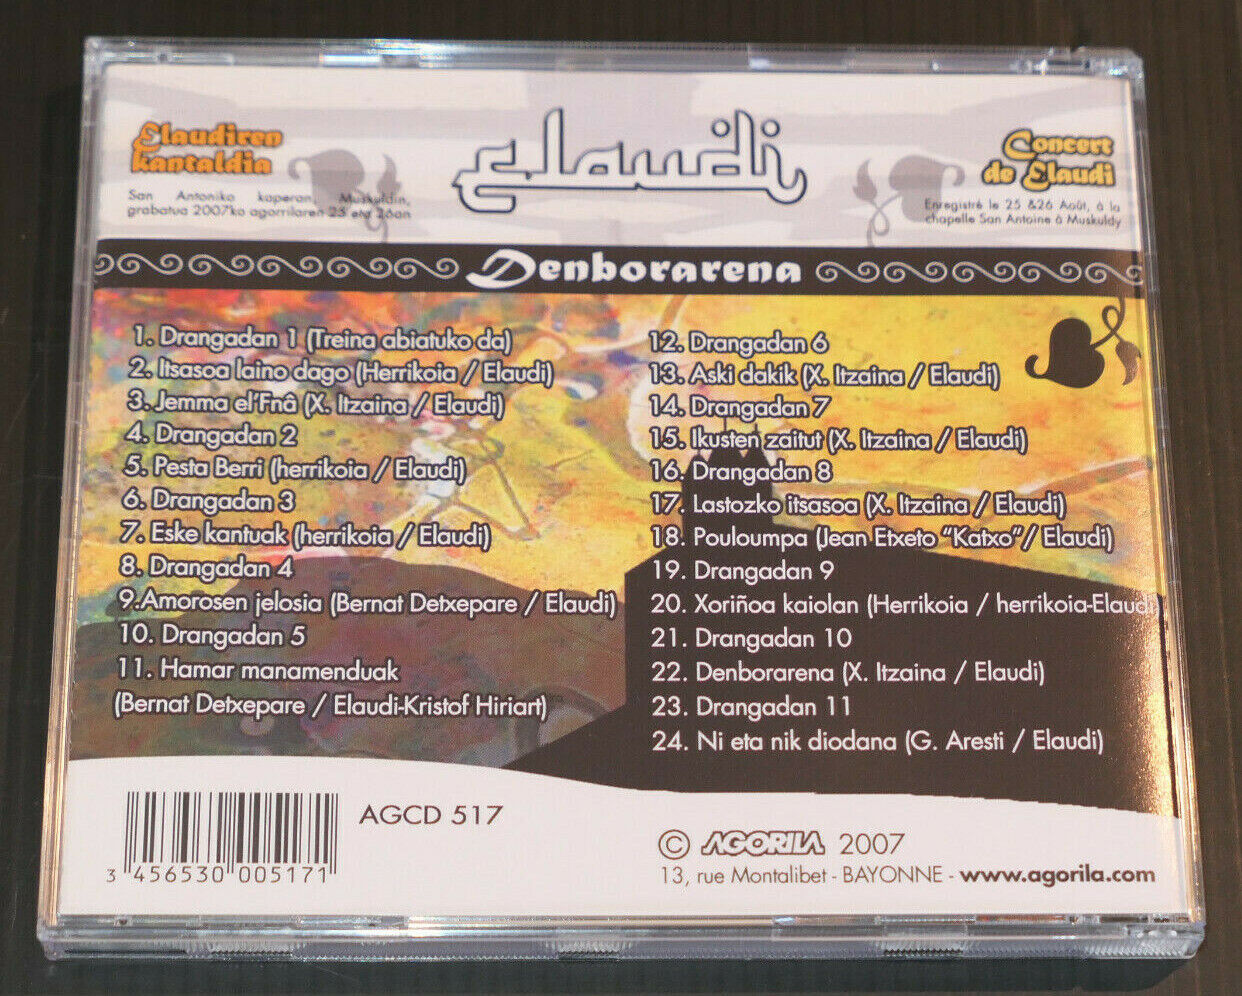 Elaudiren
kantaldia
San Antoniko kaperan, Muskuldin,
grabatua 2007ko agorrilaren 25 eta 26an
elaudi
Concert
de Elaudi
Enregistré le 25 &26 Août, à la
chapelle San Antoine à Muskuldy
Denborarena
1. Drangadan 1 (Treina abiatuko da)
2. Itsasoa laino dago (Herrikoia / Elaudi)
3. Jemma el'Fnâ (X. Itzaina / Elaudi)
4. Drangadan 2
5. Pesta Berri (herrikoia / Elaudi)
6. Drangadan 3
7. Eske kantuak (herrikoia / Elaudi)
8. Drangadan 4
9.Amorosen jelosia (Bernat Detxepare / Elaudi)
10. Drangadan 5
11. Hamar manamenduak
(Bernat Detxepare / Elaudi-Kristof Hiriart)
12. Drangadan 6
13. Aski dakik (X. Itzaina / Elaudi)
14. Drangadan 7
15. Ikusten zaitut (X. Itzaina / Elaudi)
16. Drangadan 8
17. Lastozko itsasoa (X. Itzaina / Elaudi)
18. Pouloumpa (Jean Etxeto "Katxo"/ Elaudi)
19. Drangadan 9
20. Xoriñoa kaiolan (Herrikoia / herrikoia-Elaudi)
21. Drangadan 10
22. Denborarena (X. Itzaina / Elaudi)
23. Drangadan 11
24. Ni eta nik diodana (G. Aresti / Elaudi)
3 456530 005171
AGCD 517
© AGORILA 2007
13, rue Montalibet - BAYONNE - www.agorila.com